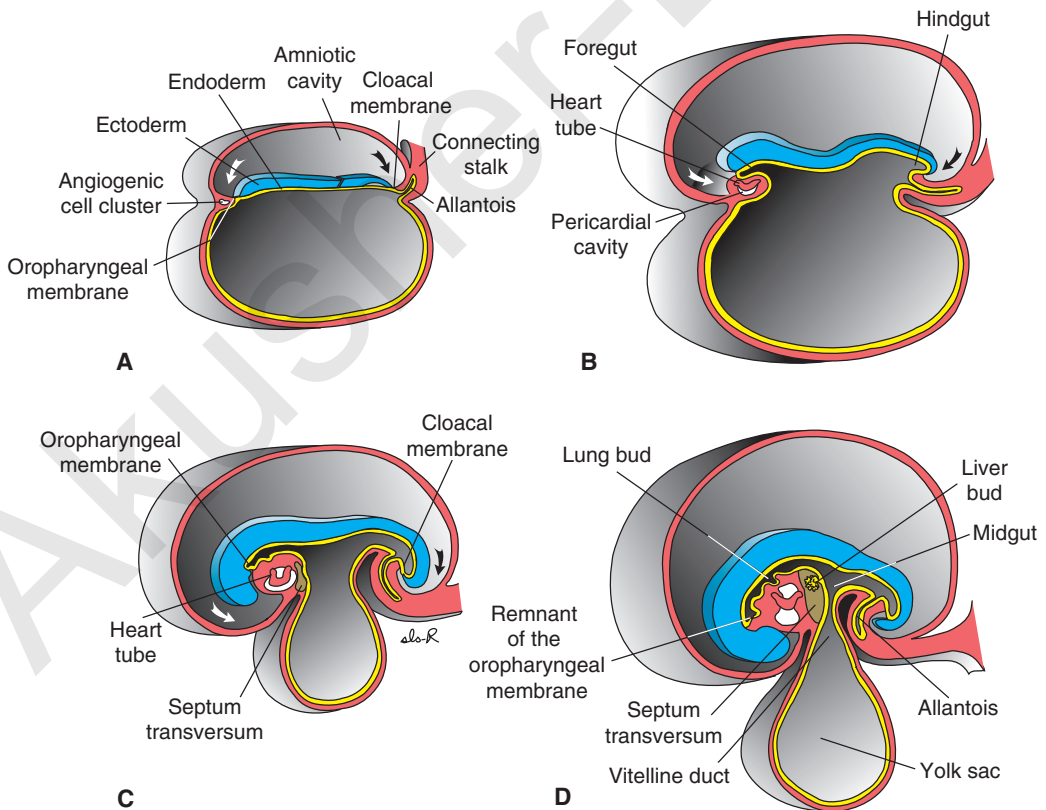 Amniotic
cavity
Endoderm
Cloacal
membrane
Ectoderm
Connecting
stalk
Angiogenic
cell cluster
Allantois
Oropharyngeal
membrane
A
Hindgut
Foregut
Heart
tube
Pericardial
cavity
B
Oropharyngeal
membrane
Cloacal
membrane
Heart
tube
sls-R
Septum
transversum
C
Lung bud
Liver
bud
Midgut
Remnant
of the
oropharyngeal
membrane
Septum
transversum
Allantois
Vitelline duct
Yolk sac
D